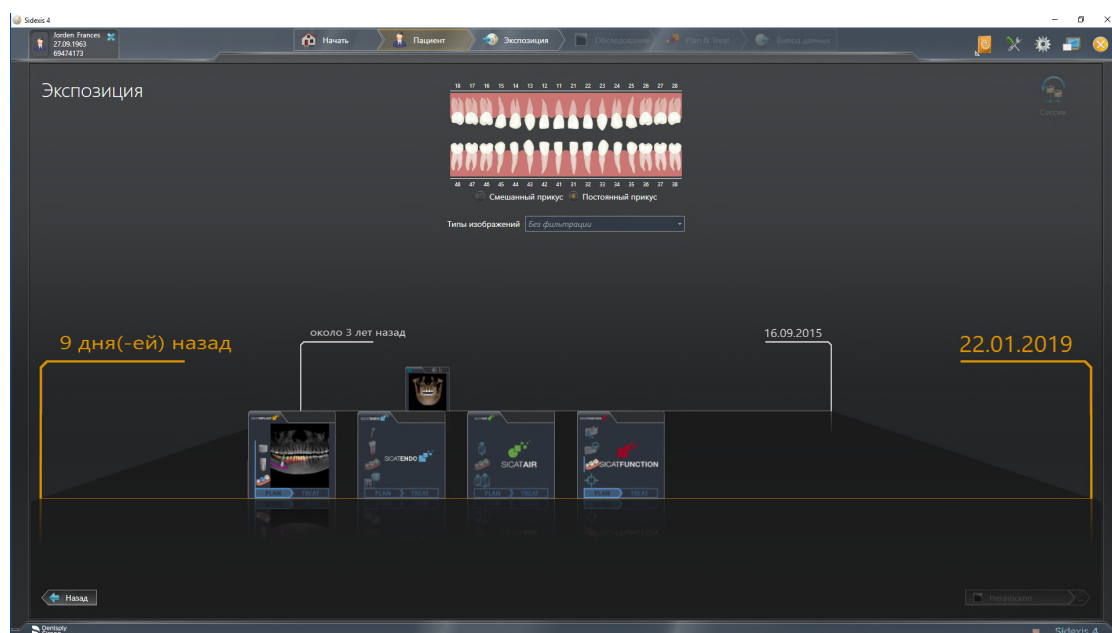 Sidexis 4
Jorden Frances
27.09.1963
69474173
Начать
Пациент
Экспозиция
Обследование
Plan & Treat
Вывод данных
Экспозиция
18 17 16 15 14 13 12 11 21 22 23 24 25 26 27 28
48 47 46 45 44 43 42 41 31 32 33 34 35 36 37 38
Смешанный прикус
Постоянный прикус
Типы изображений
Без фильтрации
Сессии
9 дня(-ей) назад
около 3 лет назад
16.09.2015
22.01.2019
SICATENDO
SICATAIR
SICATFUNCTION
PLAN TREAT
PLAN TREAT
PLAN TREAT
PLAN TREAT
Назад
Негатоскоп
Dentsply
Sirona
Sidexis 4